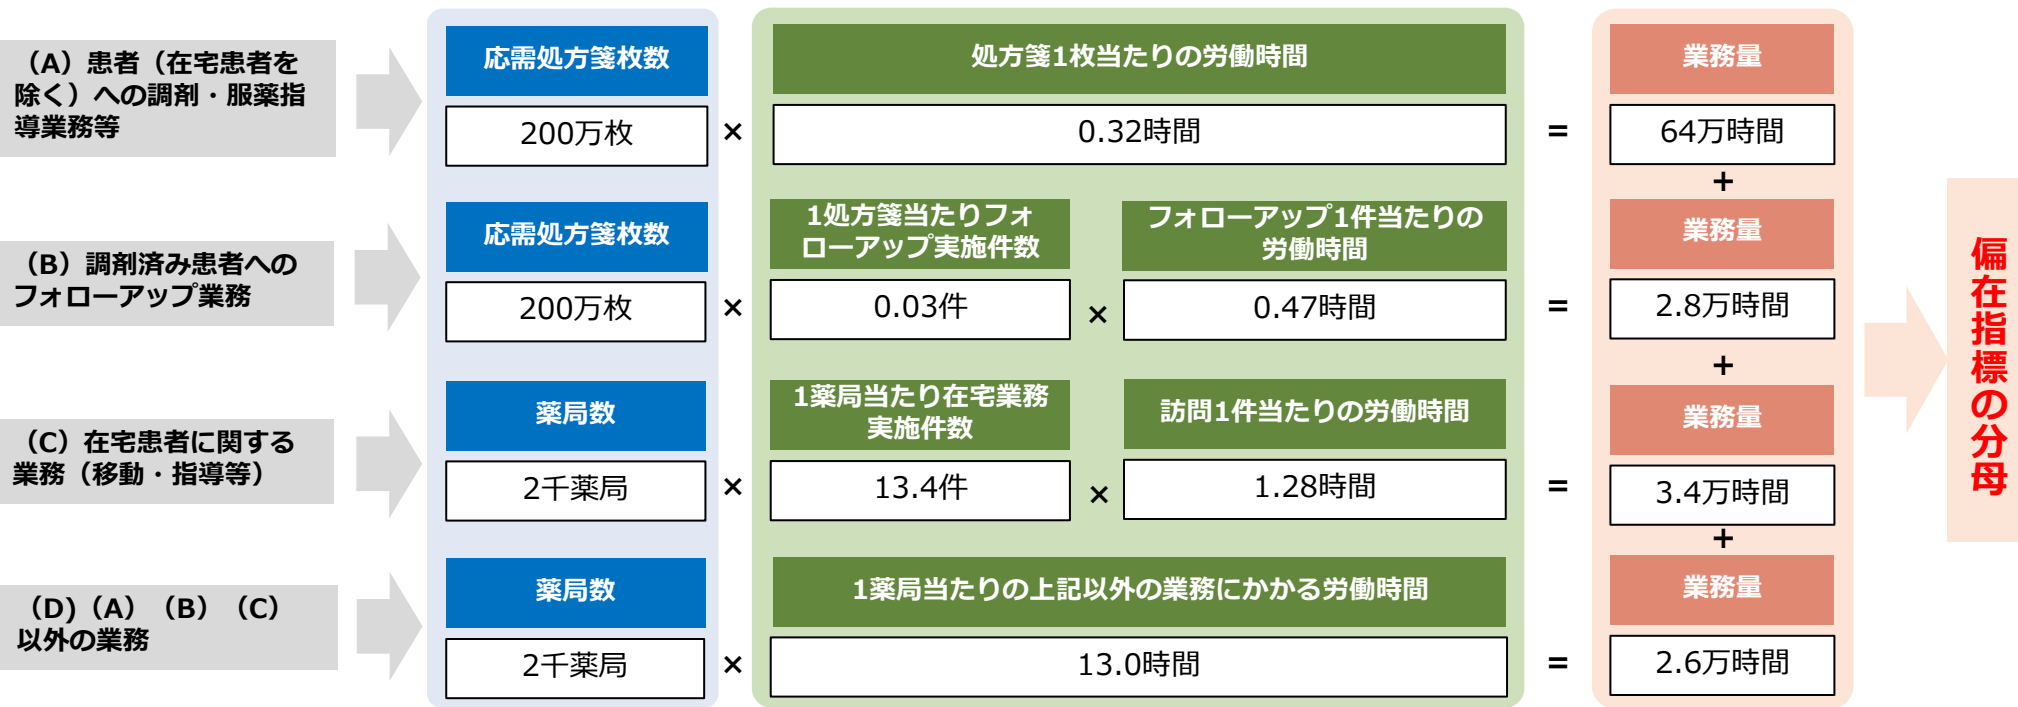 （A）患者（在宅患者を
除く）への調剤・服薬指
導業務等
応需処方箋枚数
処方箋1枚当たりの労働時間
業務量
200万枚
×
0.32時間
=
64万時間
+
（B）調剤済み患者への
フォローアップ業務
応需処方箋枚数
1処方箋当たりフォ
ローアップ実施件数
フォローアップ1件当たりの
労働時間
業務量
200万枚
×
0.03件
×
0.47時間
=
2.8万時間
+
（C）在宅患者に関する
業務（移動・指導等）
薬局数
1薬局当たり在宅業務
実施件数
訪問1件当たりの労働時間
業務量
2千薬局
×
13.4件
×
1.28時間
=
3.4万時間
+
（D)（A）（B）（C）
以外の業務
薬局数
1薬局当たりの上記以外の業務にかかる労働時間
業務量
2千薬局
×
13.0時間
=
2.6万時間
偏在指標の分母